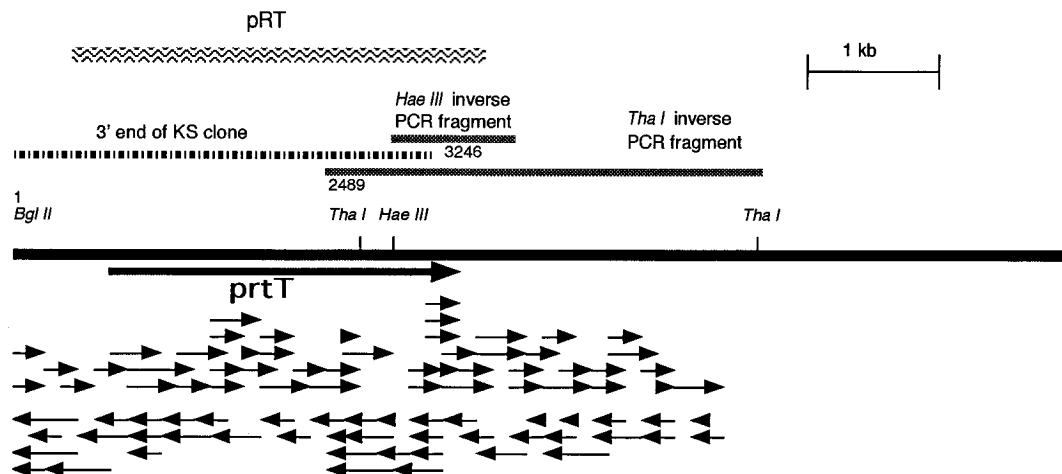 pRT
1 kb
Hae III inverse
PCR fragment
Tha I inverse
PCR fragment
3' end of KS clone
3246
2489
1
Bgl II
Tha I
Hae III
Tha I
prtT